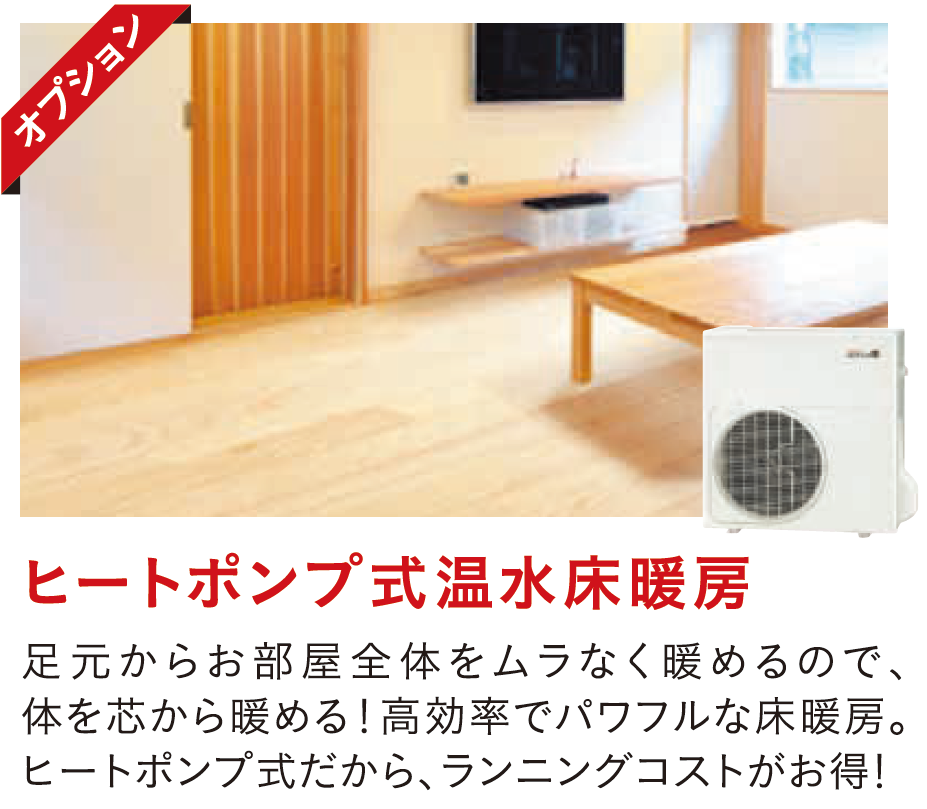 オプション
ヒートポンプ式温水床暖房
足元からお部屋全体をムラなく暖めるので、
体を芯から暖める!高効率でパワフルな床暖房。
ヒートポンプ式だから、ランニングコストがお得!